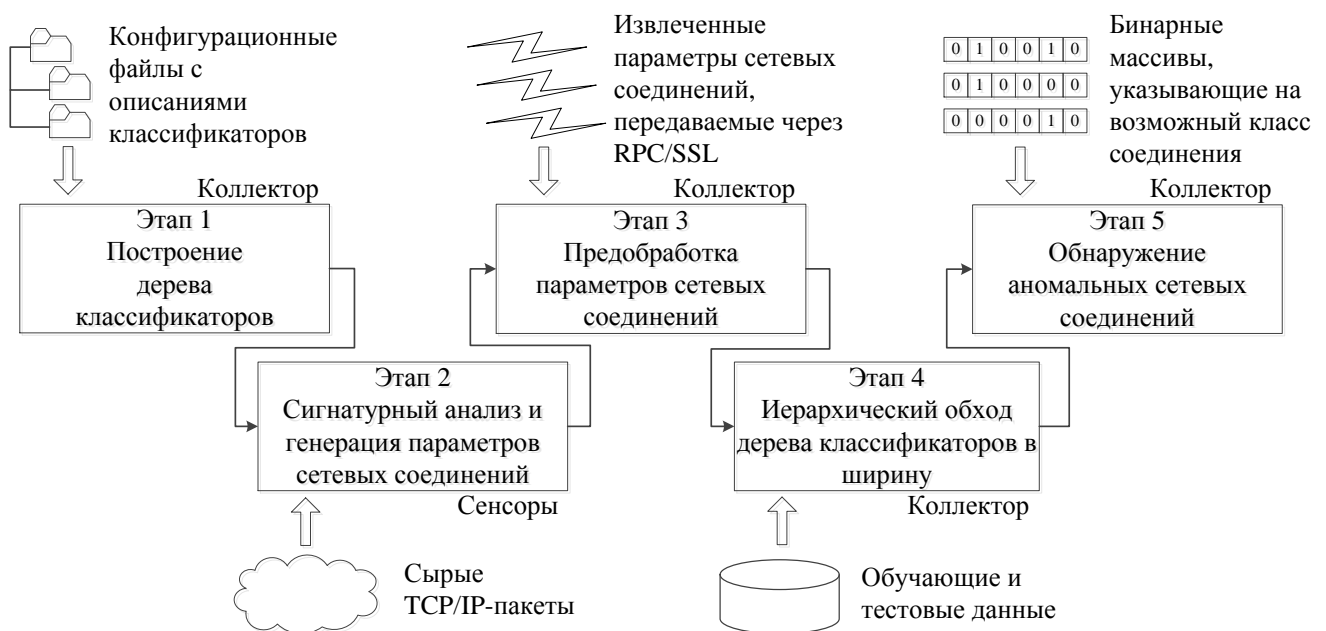 Конфигурационные
файлы с
описаниями
классификаторов
Извлеченные
параметры сетевых
соединений,
передаваемые через
RPC/SSL
0 1 0 0 1 0
0 1 0 0 0 0
0 0 0 0 1 0
Бинарные
массивы,
указывающие на
возможный класс
соединения
Коллектор
Этап 1
Построение
дерева
классификаторов
Коллектор
Этап 3
Предобработка
параметров сетевых
соединений
Коллектор
Этап 5
Обнаружение
аномальных сетевых
соединений
Этап 2
Сигнатурный анализ и
генерация параметров
сетевых соединений
Сенсоры
Этап 4
Иерархический обход
дерева классификаторов в
ширину
Коллектор
Сырые
TCP/IP-пакеты
Обучающие и
тестовые данные